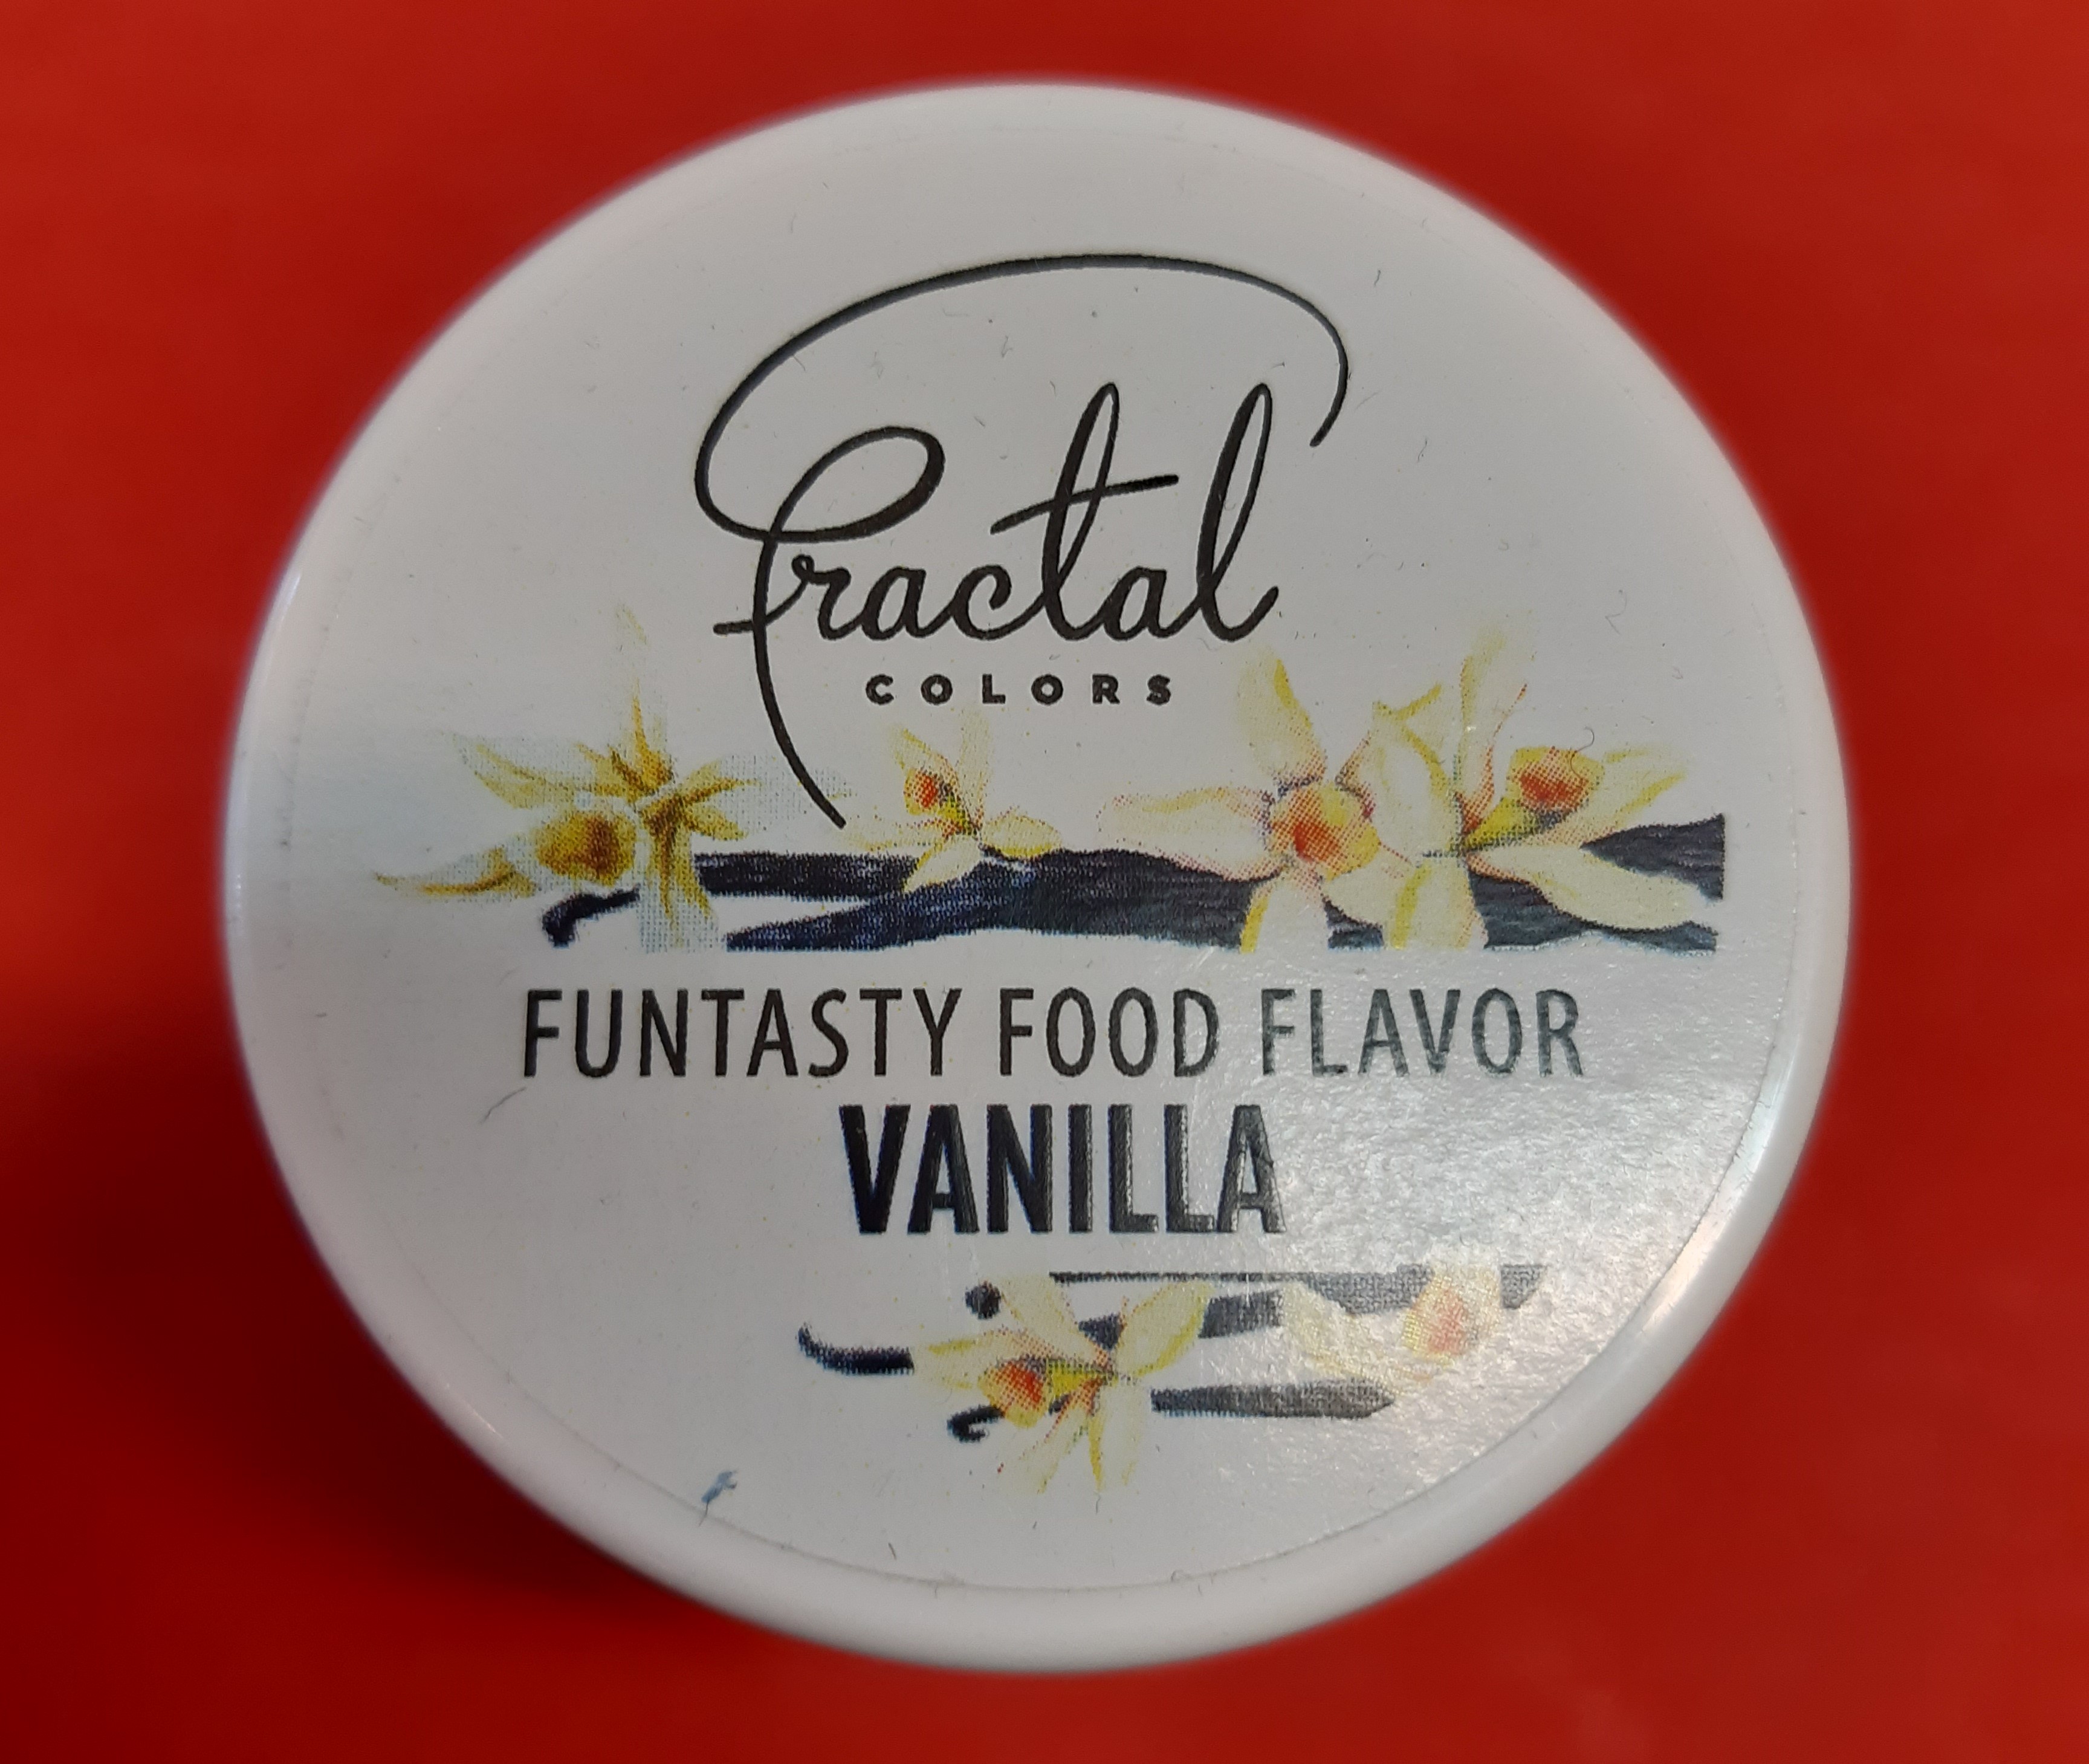 Fractal
COLORS
FUNTASTY FOOD FLAVOR
VANILLA